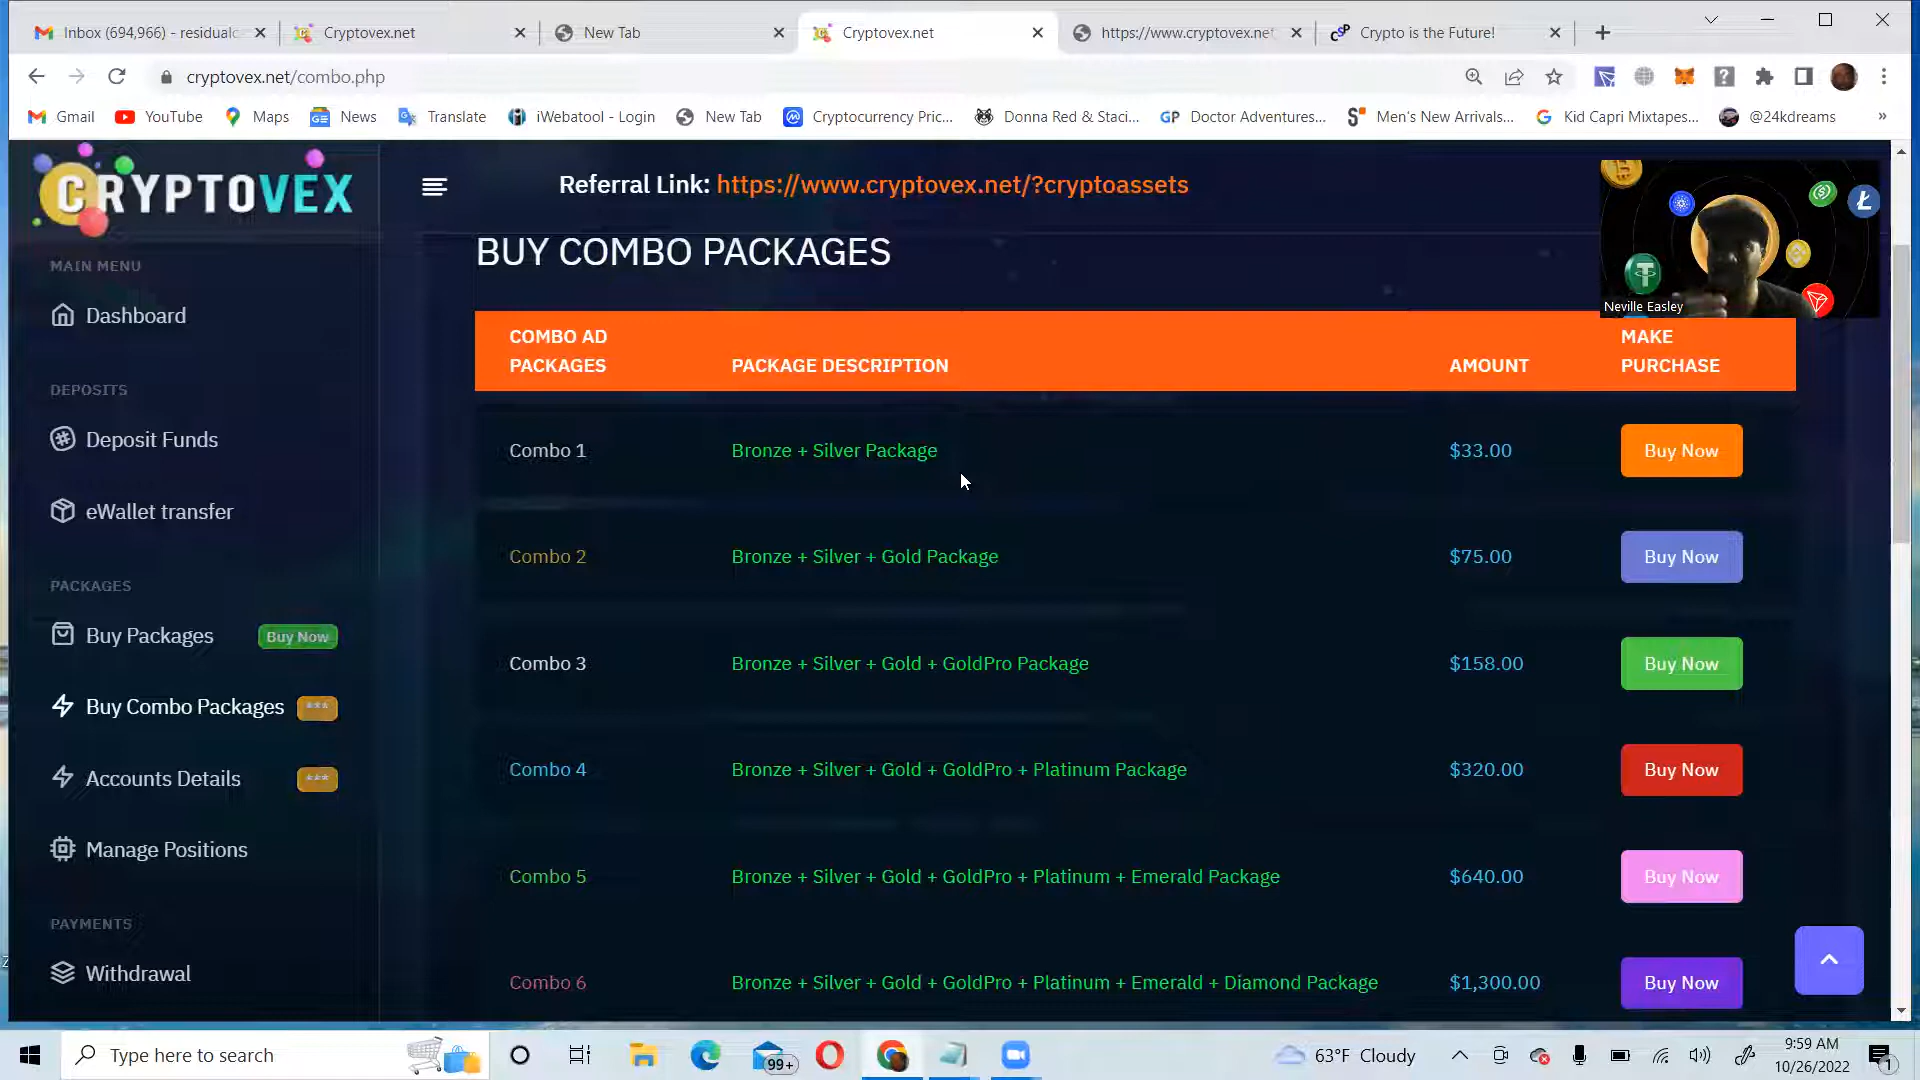 Inbox (694,966) - residualc
Cryptovex.net
New Tab
Cryptovex.net
https://www.cryptovex.net
Crypto is the Future!
cryptovex.net/combo.php
Gmail
YouTube
Maps
News
Translate
iWebatool - Login
New Tab
Cryptocurrency Pric...
Donna Red & Staci...
GP Doctor Adventures...
Men's New Arrivals...
Kid Capri Mixtapes...
@24kdreams
»
CRYPTOVEX
Referral Link: https://www.cryptovex.net/?cryptoassets
Neville Easley
MAIN MENU
Dashboard
DEPOSITS
Deposit Funds
eWallet transfer
PACKAGES
Buy Packages
Buy Now
Buy Combo Packages
***
Accounts Details
***
Manage Positions
PAYMENTS
Withdrawal
BUY COMBO PACKAGES
COMBO AD
PACKAGES
PACKAGE DESCRIPTION
AMOUNT
MAKE
PURCHASE
Combo 1
Bronze + Silver Package
$33.00
Buy Now
Combo 2
Bronze + Silver + Gold Package
$75.00
Buy Now
Combo 3
Bronze + Silver + Gold + GoldPro Package
$158.00
Buy Now
Combo 4
Bronze + Silver + Gold + GoldPro + Platinum Package
$320.00
Buy Now
Combo 5
Bronze + Silver + Gold + GoldPro + Platinum + Emerald Package
$640.00
Buy Now
Combo 6
Bronze + Silver + Gold + GoldPro + Platinum + Emerald + Diamond Package
$1,300.00
Buy Now
Type here to search
99+
63°F Cloudy
9:59 AM
10/26/2022
1